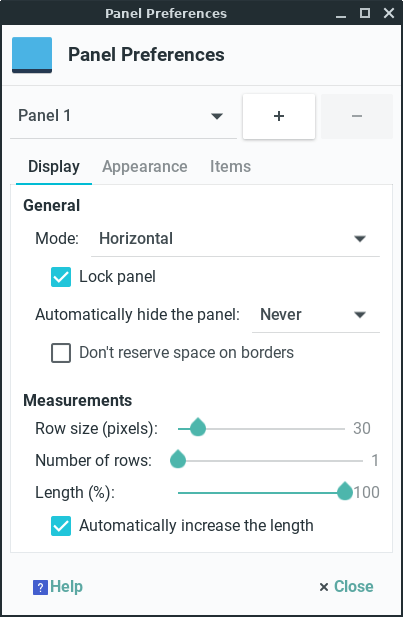 Panel Preferences
Panel Preferences
Panel 1
+ −
Display Appearance Items
General
Mode: Horizontal
Lock panel
Automatically hide the panel: Never
Don't reserve space on borders
Measurements
Row size (pixels): 30
Number of rows: 1
Length (%): 100
Automatically increase the length
? Help × Close